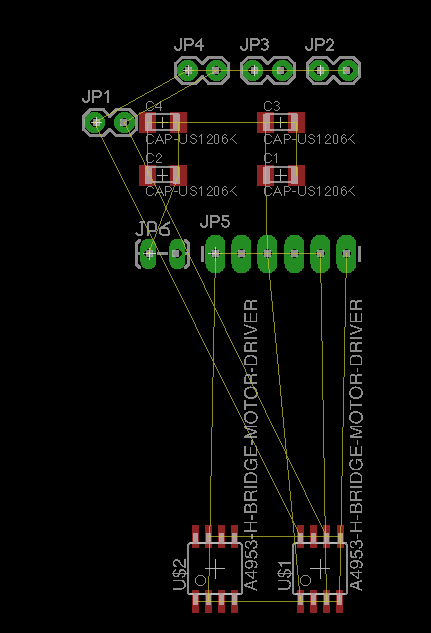 JP4 JP3 JP2
JP1
C4 C3
CAP-US1206K CAP-US1206K
C2 C1
CAP-US1206K CAP-US1206K
JP6 JP5
A4953-H-BRIDGE-MOTOR-DRIVER
A4953-H-BRIDGE-MOTOR-DRIVER
U$2 U$1